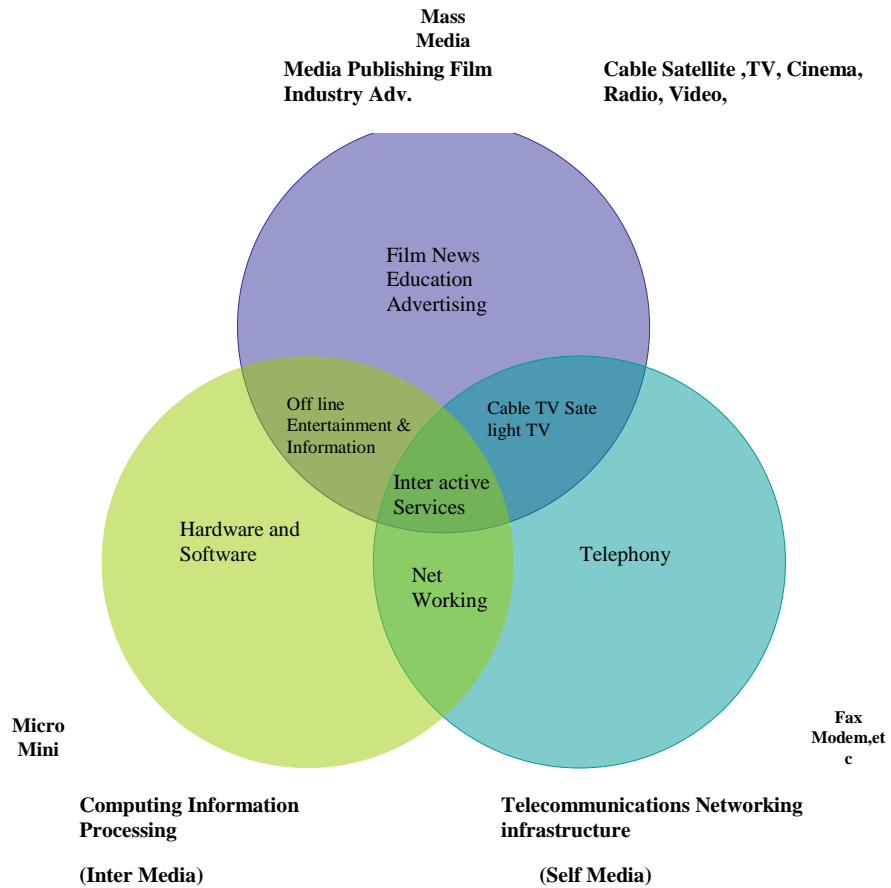 Mass
Media
Media Publishing Film
Industry Adv.
Cable Satellite ,TV, Cinema,
Radio, Video,
Film News
Education
Advertising
Off line
Entertainment &
Information
Cable TV Sate
light TV
Inter active
Services
Hardware and
Software
Telephony
Net
Working
Micro
Mini
Fax
Modem,et
c
Computing Information
Processing
(Inter Media)
Telecommunications Networking
infrastructure
(Self Media)